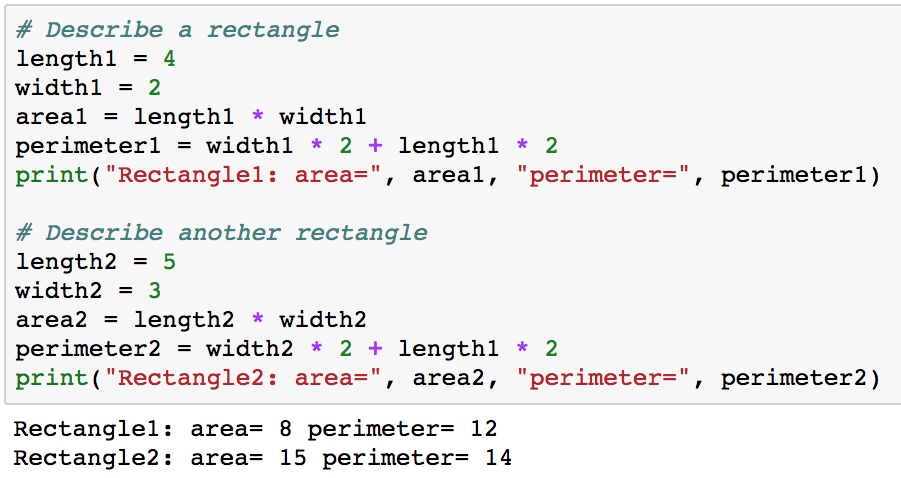 # Describe a rectangle
length1 = 4
width1 = 2
area1 = length1 * width1
perimeter1 = width1 * 2 + length1 * 2
print("Rectangle1: area=", area1, "perimeter=", perimeter1)

# Describe another rectangle
length2 = 5
width2 = 3
area2 = length2 * width2
perimeter2 = width2 * 2 + length1 * 2
print("Rectangle2: area=", area2, "perimeter=", perimeter2)
Rectangle1: area= 8 perimeter= 12
Rectangle2: area= 15 perimeter= 14